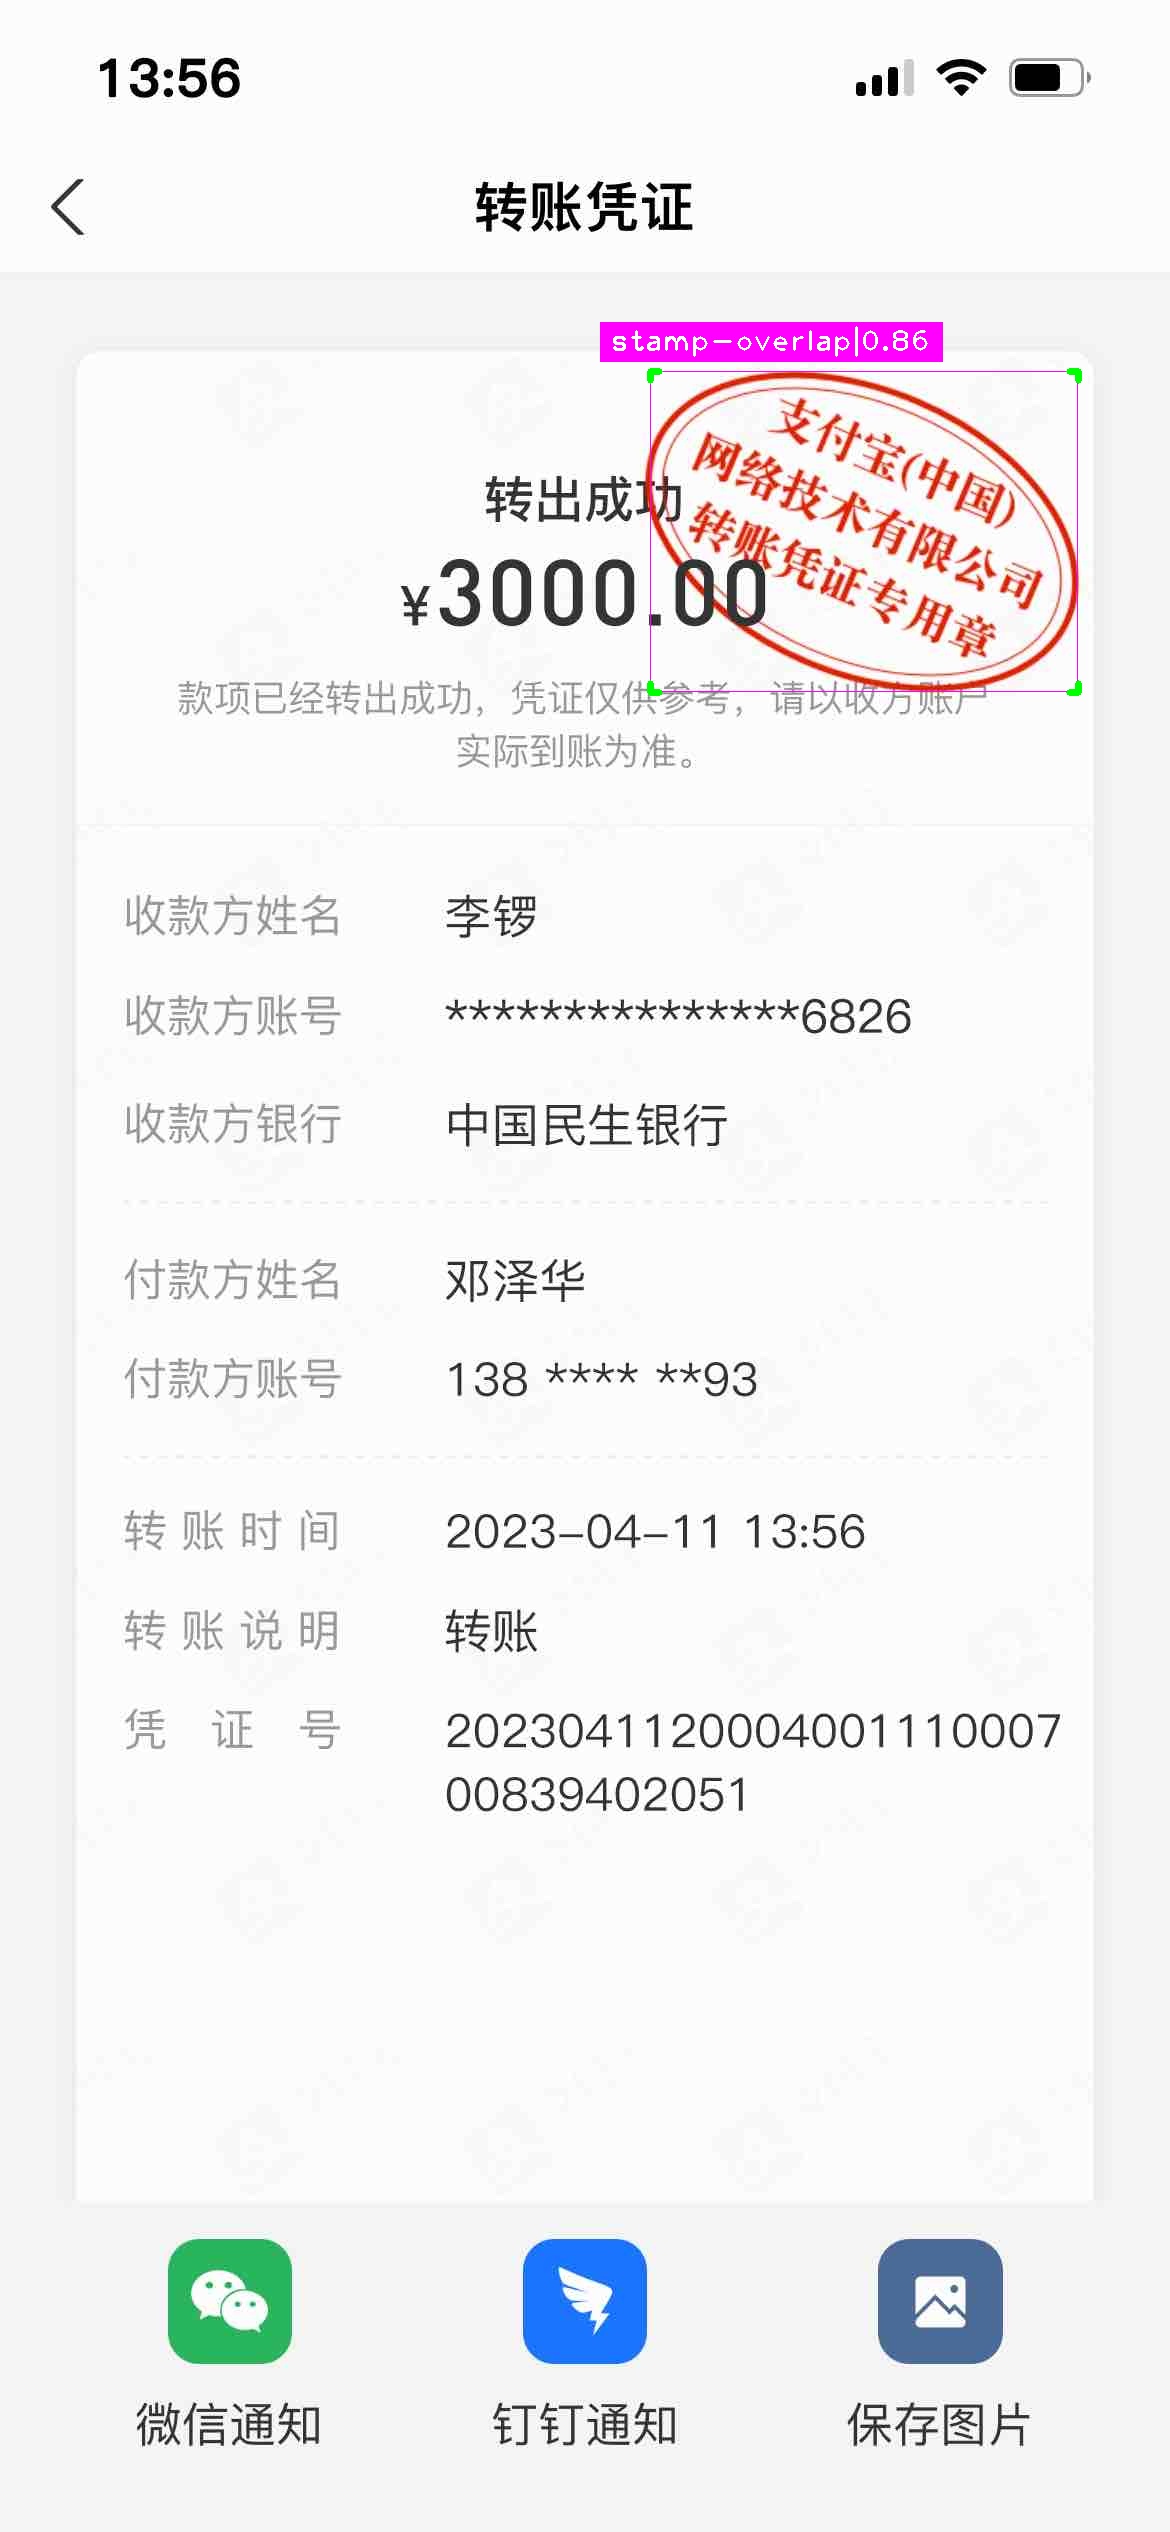 13:56
转账凭证
stamp-overlap|0.86
支付宝(中国)
网络技术有限公司
转账凭证专用章
转出成功
¥3000.00
款项已经转出成功，凭证仅供参考，请以收方账户
实际到账为准。
收款方姓名 李锣
收款方账号 ***************6826
收款方银行 中国民生银行
付款方姓名 邓泽华
付款方账号 138 **** **93
转账时间 2023-04-11 13:56
转账说明 转账
凭证号 2023041120004001110007
00839402051
微信通知 钉钉通知 保存图片